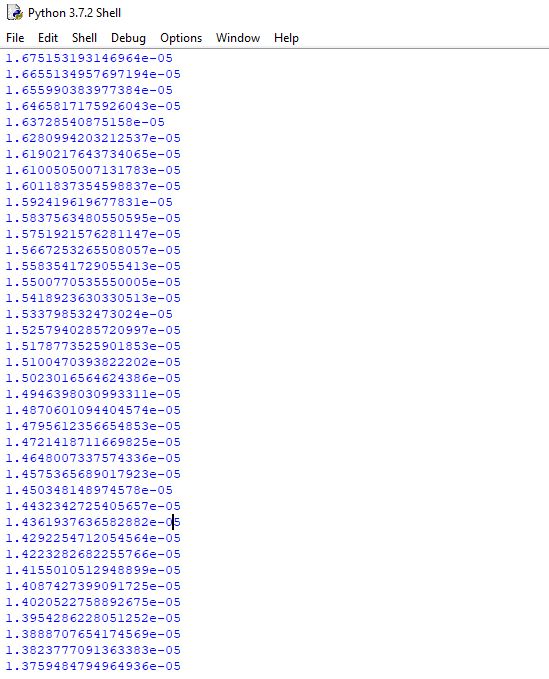 Python 3.7.2 Shell
File Edit Shell Debug Options Window Help
1.675153193146964e-05
1.6655134957697194e-05
1.655990383977384e-05
1.6465817175926043e-05
1.63728540875158e-05
1.6280994203212537e-05
1.6190217643734065e-05
1.6100505007131783e-05
1.6011837354598837e-05
1.592419619677831e-05
1.5837563480550595e-05
1.5751921576281147e-05
1.5667253265508057e-05
1.5583541729055413e-05
1.5500770535550005e-05
1.5418923630330513e-05
1.533798532473024e-05
1.5257940285720997e-05
1.5178773525901853e-05
1.5100470393822202e-05
1.5023016564624386e-05
1.4946398030993311e-05
1.4870601094404574e-05
1.4795612356654853e-05
1.4721418711669825e-05
1.4648007337574336e-05
1.4575365689017923e-05
1.450348148974578e-05
1.4432342725405657e-05
1.4361937636582882e-05
1.4292254712054564e-05
1.4223282682255766e-05
1.4155010512948899e-05
1.4087427399091725e-05
1.4020522758892675e-05
1.3954286228051252e-05
1.3888707654174569e-05
1.3823777091363383e-05
1.3759484794964936e-05